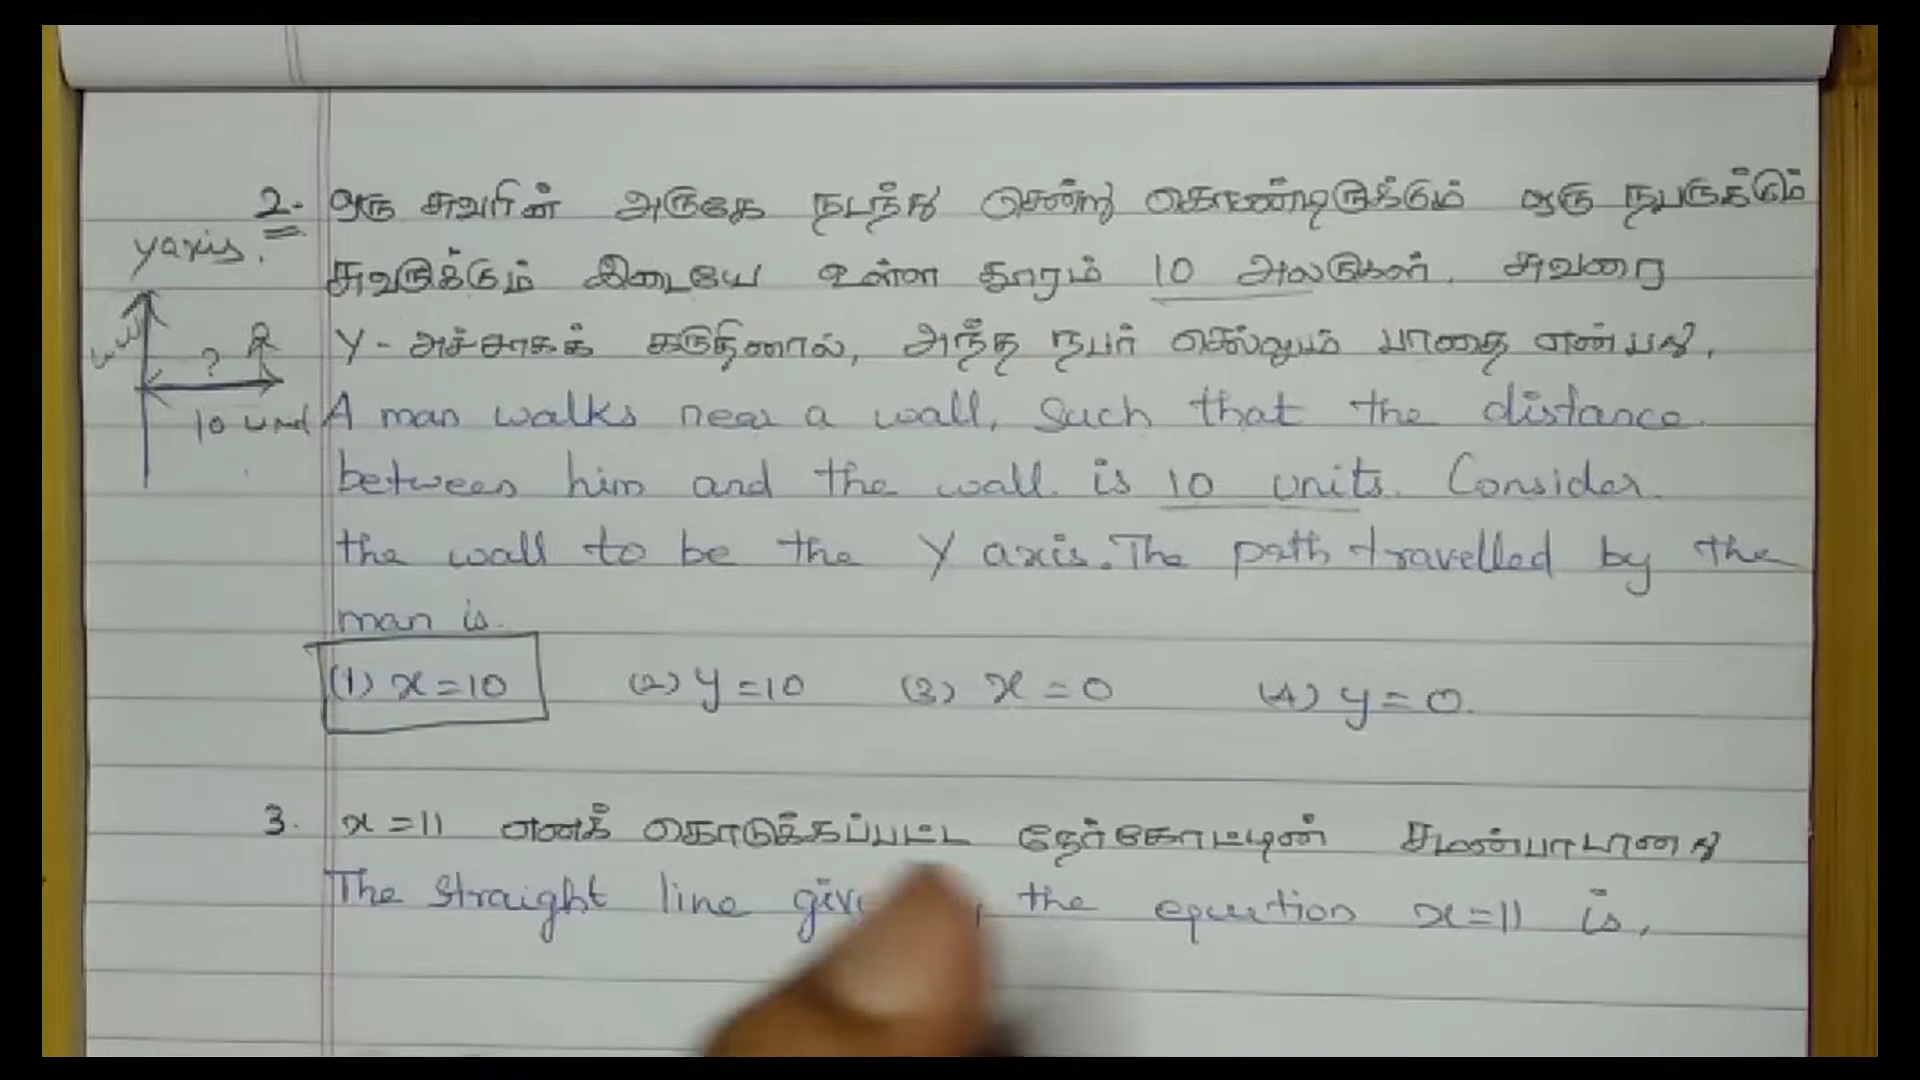 2. ஒரு சுவரின் அருகே நடந்து சென்று கொண்டிருக்கும் ஒரு நபருக்கும்
yaxis.
சுவருக்கும் இடையே உள்ள தூரம் 10 அலகுகள். சுவரை
Y - அச்சாகக் கருதினால், அந்த நபர் செல்லும் பாதை என்பது.
?
10 unit
A man walks near a wall, Such that the distance
between him and the wall is 10 units. Consider
the wall to be the Y axis. The path travelled by the
man is.
(1) x=10 (2) y=10 (3) x=0 (4) y=0.
3. x=11 எனக் கொடுக்கப்பட்ட நேர்கோட்டின் சமன்பாடானது
The straight line the equation x=11 is,